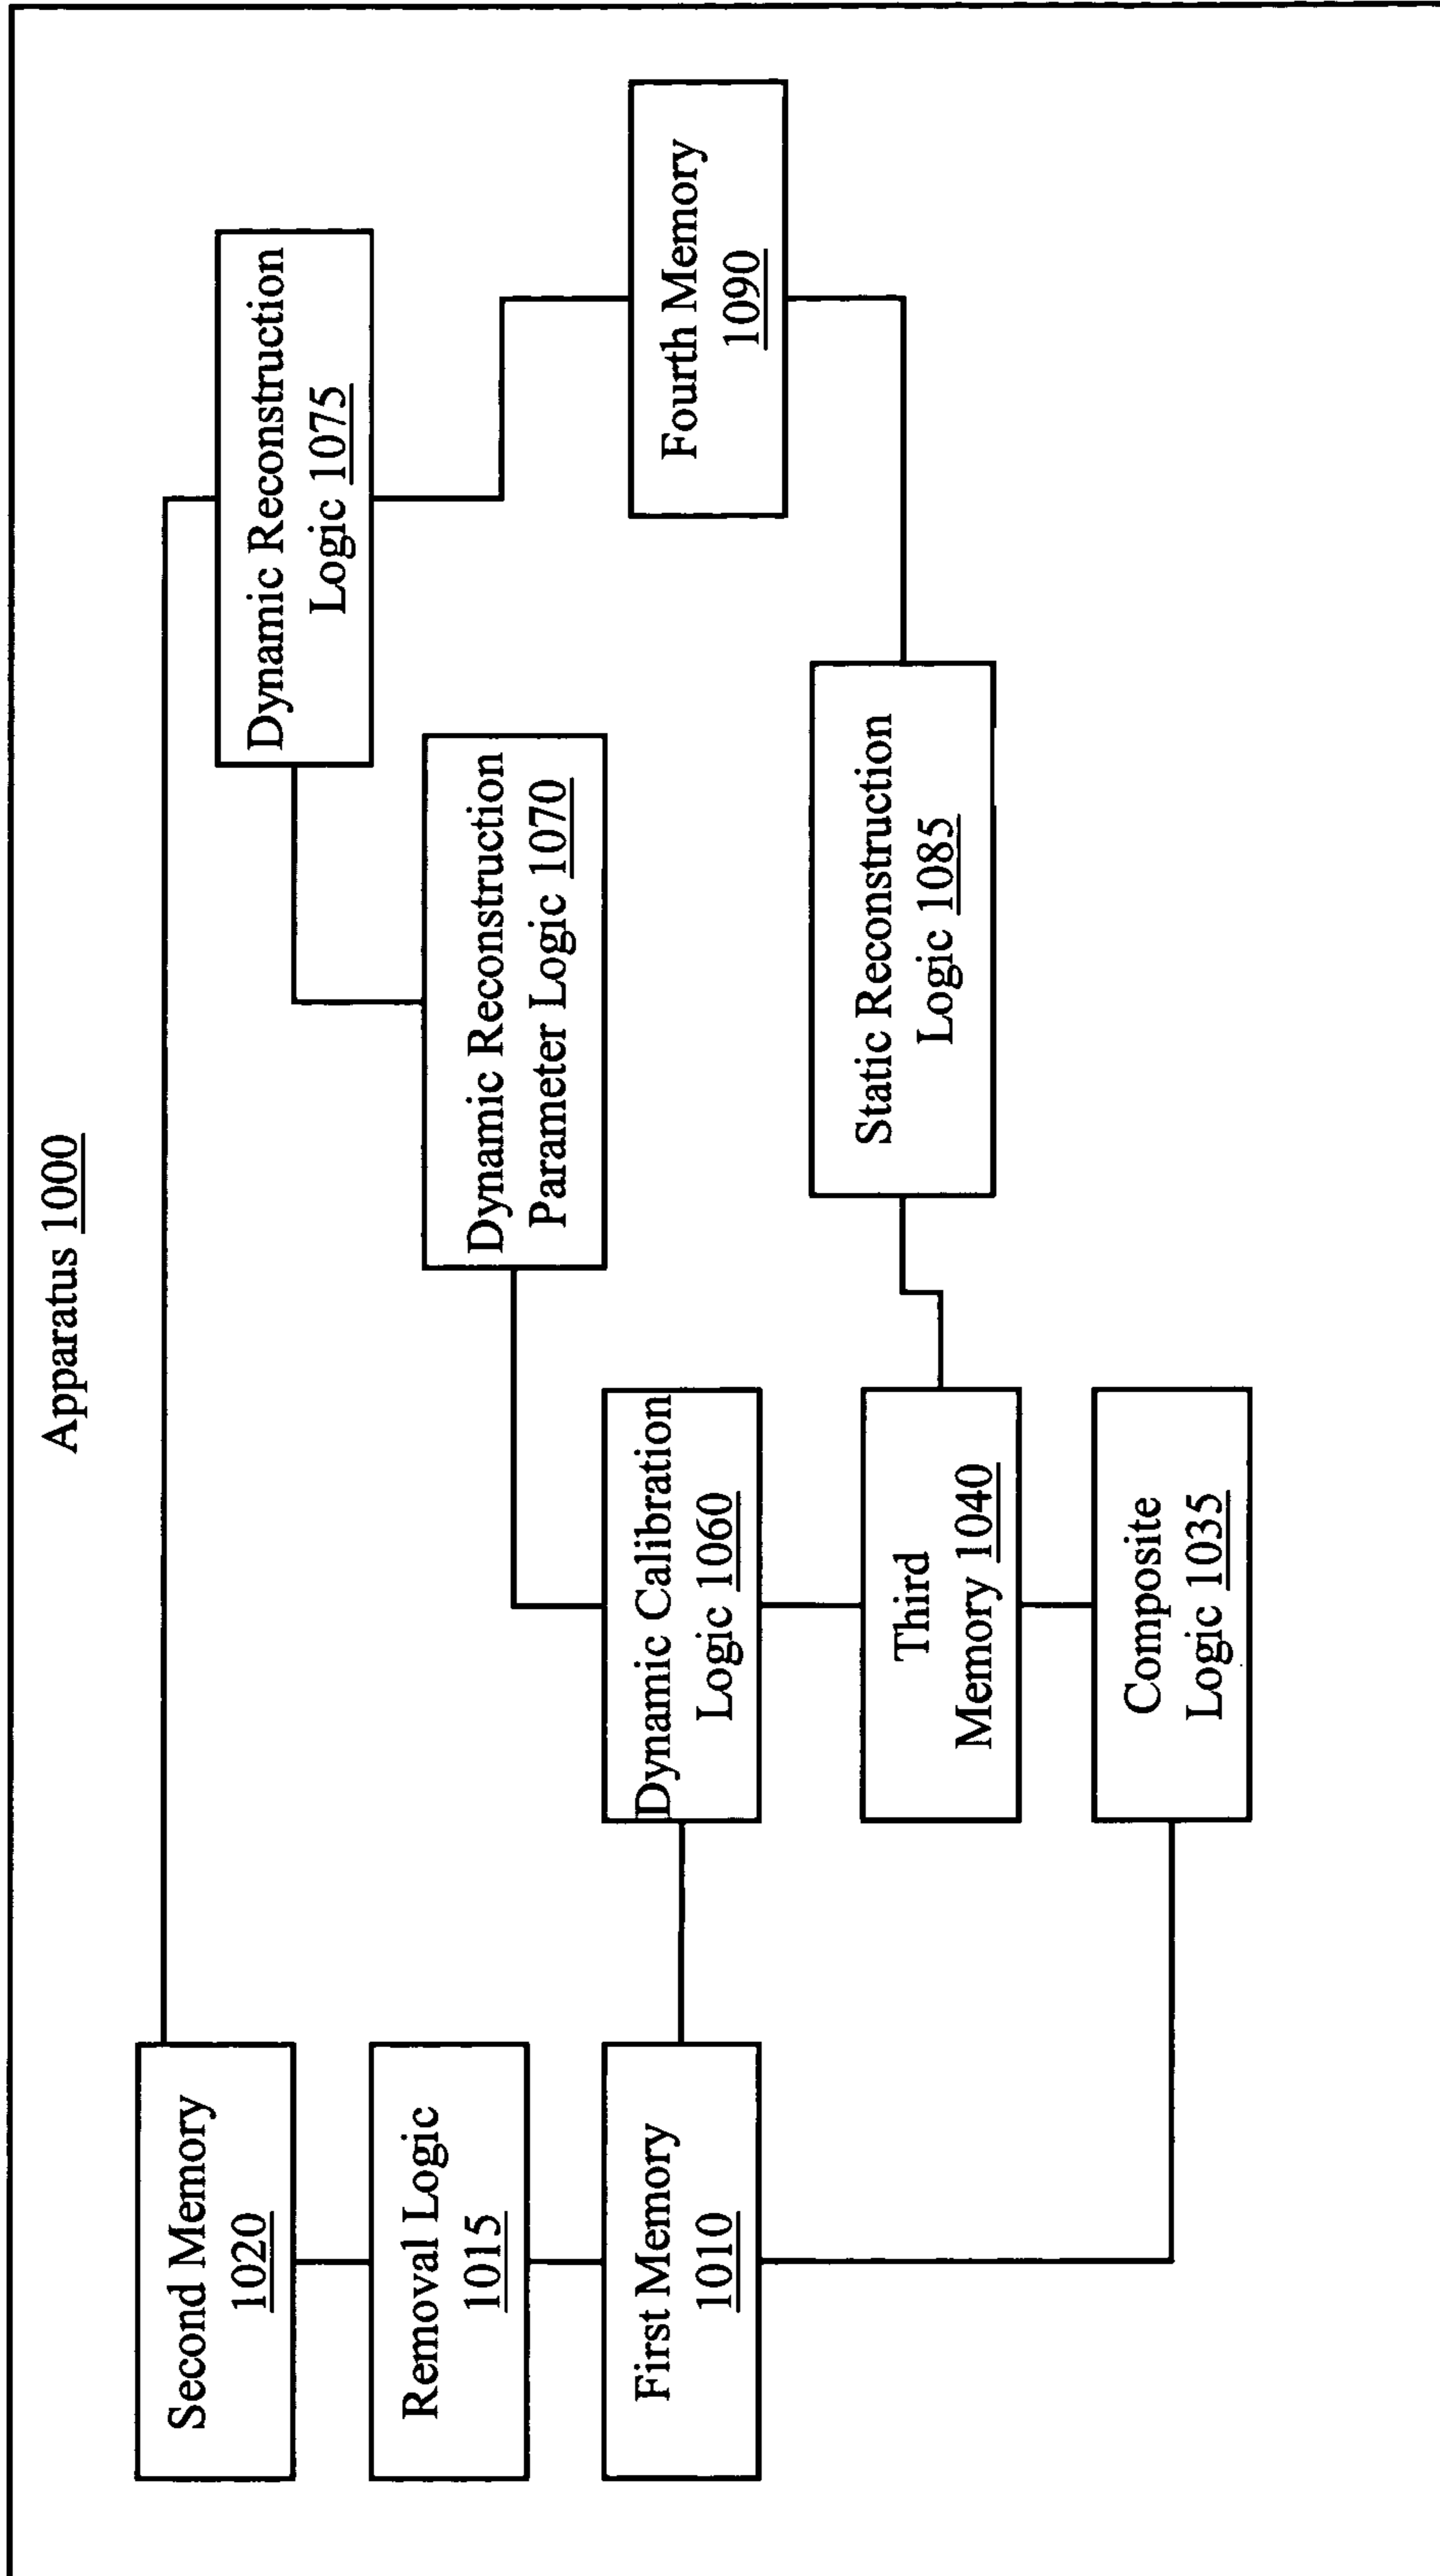 Apparatus 1000
Second Memory
1020
Removal Logic
1015
First Memory
1010
Dynamic Calibration
Logic 1060
Third
Memory 1040
Composite
Logic 1035
Dynamic Reconstruction
Parameter Logic 1070
Dynamic Reconstruction
Logic 1075
Static Reconstruction
Logic 1085
Fourth Memory
1090